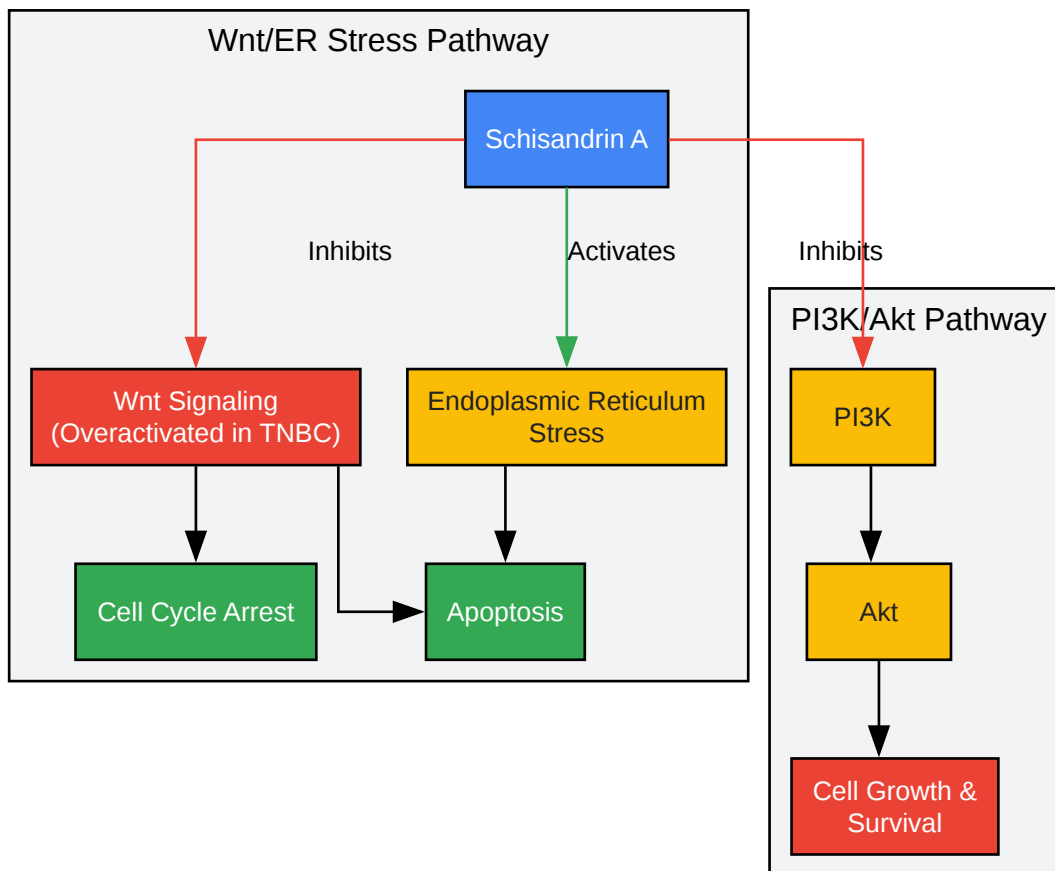 Wnt/ER Stress Pathway
Schisandrin A
Inhibits
Activates
Inhibits
PI3K/Akt Pathway
Wnt Signaling
(Overactivated in TNBC)
Endoplasmic Reticulum
Stress
PI3K
Cell Cycle Arrest
Apoptosis
Akt
Cell Growth &
Survival